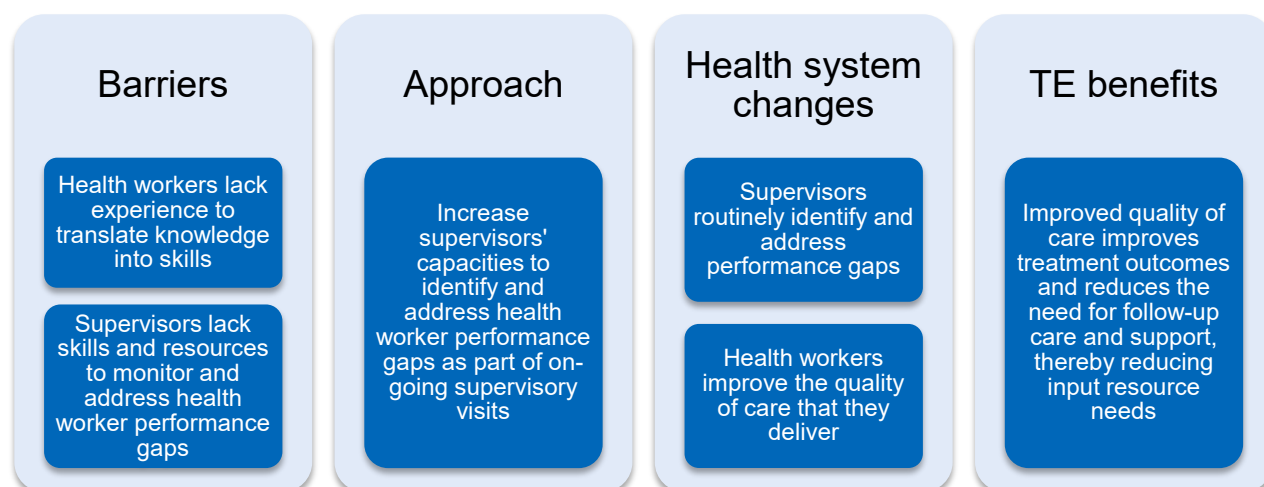 Barriers
Health workers lack
experience to
translate knowledge
into skills
Supervisors lack
skills and resources
to monitor and
address health
worker performance
gaps
Approach
Increase
supervisors'
capacities to
identify and
address health
worker performance
gaps as part of on-
going supervisory
visits
Health system
changes
Supervisors
routinely identify and
address
performance gaps
Health workers
improve the quality
of care that they
deliver
TE benefits
Improved quality of
care improves
treatment outcomes
and reduces the
need for follow-up
care and support,
thereby reducing
input resource
needs